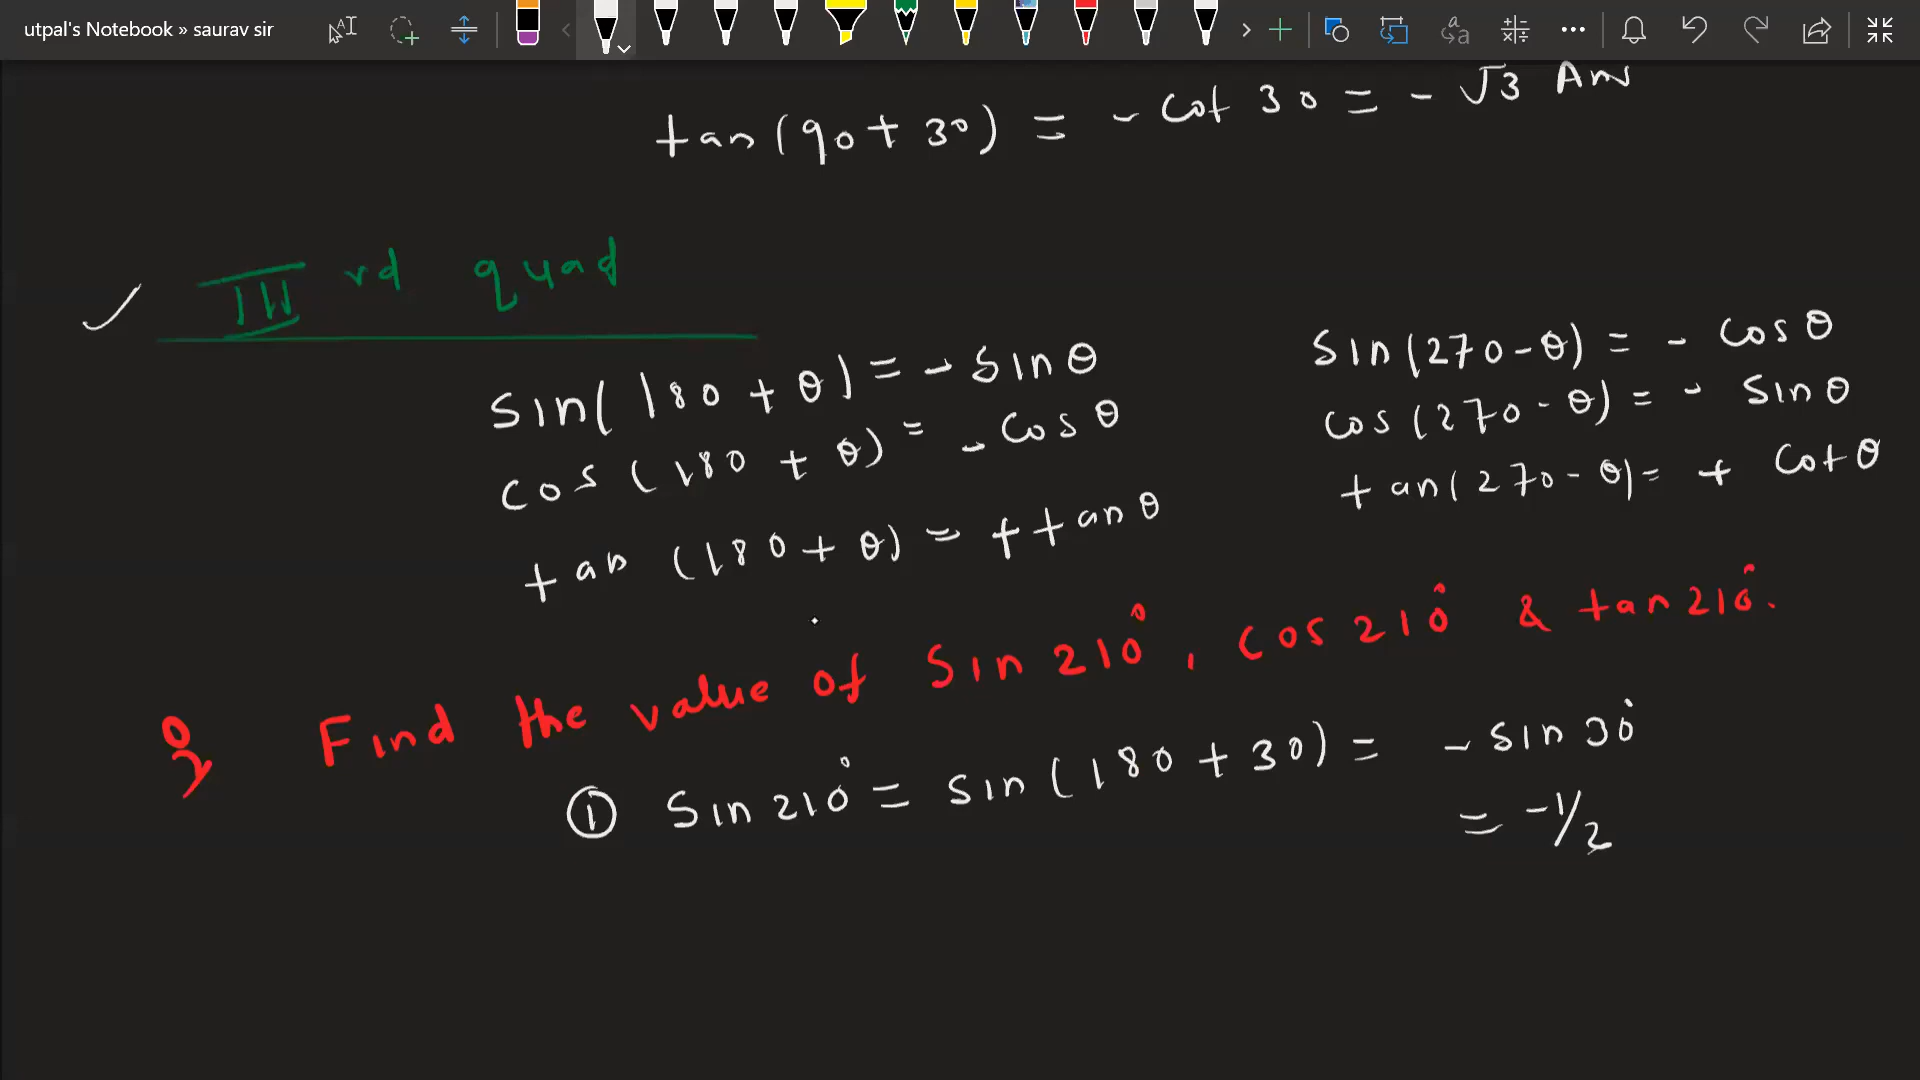 utpal's Notebook » saurav sir
tan(90+30) = - cot 30 = - √3 Ans
III rd quad
sin(180 + θ) = - sin θ
cos (180 + θ) = - cos θ
tan (180 + θ) = + tan θ
sin(270-θ) = - cos θ
cos (270-θ) = - sin θ
tan(270-θ) = + cot θ
Q Find the value of sin 210°, cos 210° & tan 210°.
① sin 210° = sin (180 + 30) = - sin 30°
= -1/2